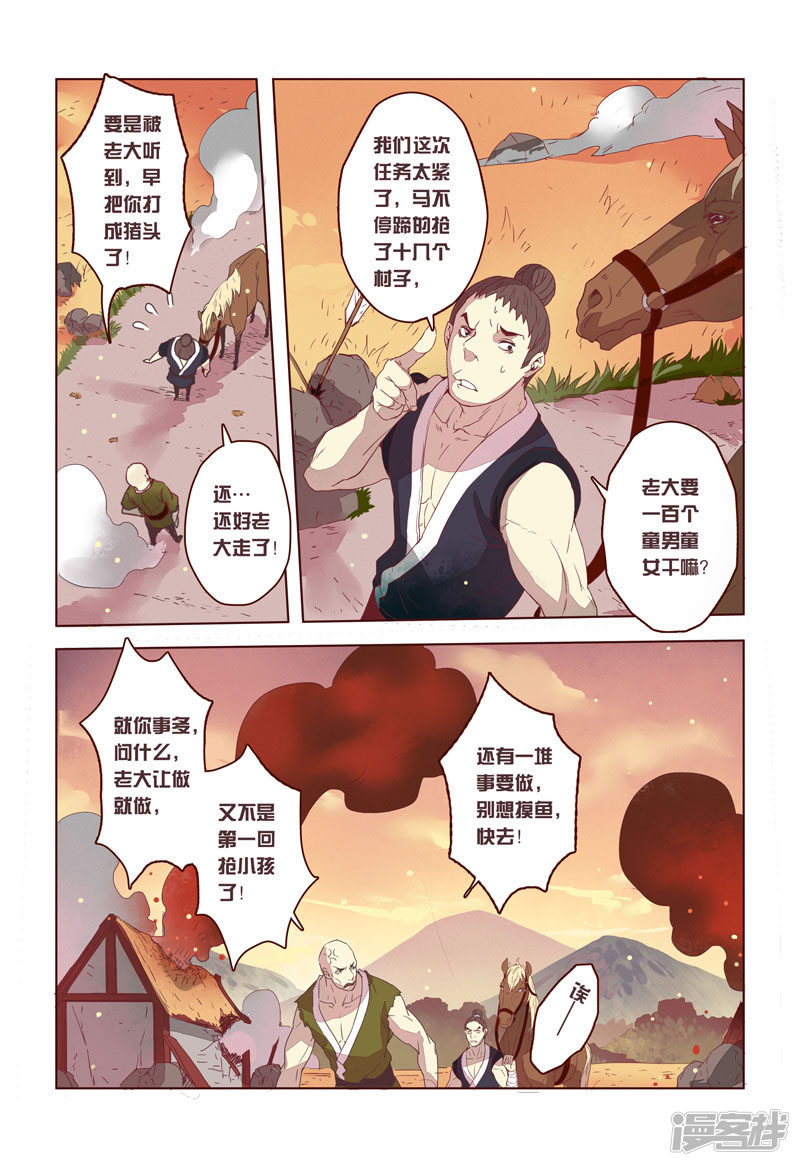 要是被
老大听
到，早
把你打
成猪头
了！
还…
还好老
大走了！
我们这次
任务太紧
了，马不
停蹄的抢
了十几个
村子，
老大要
一百个
童男童
女干嘛？
就你事多，
问什么，
老大让做
就做，
又不是
第一回
抢小孩
了！
还有一堆
事要做，
别想摸鱼，
快去！
诶——
漫客栈